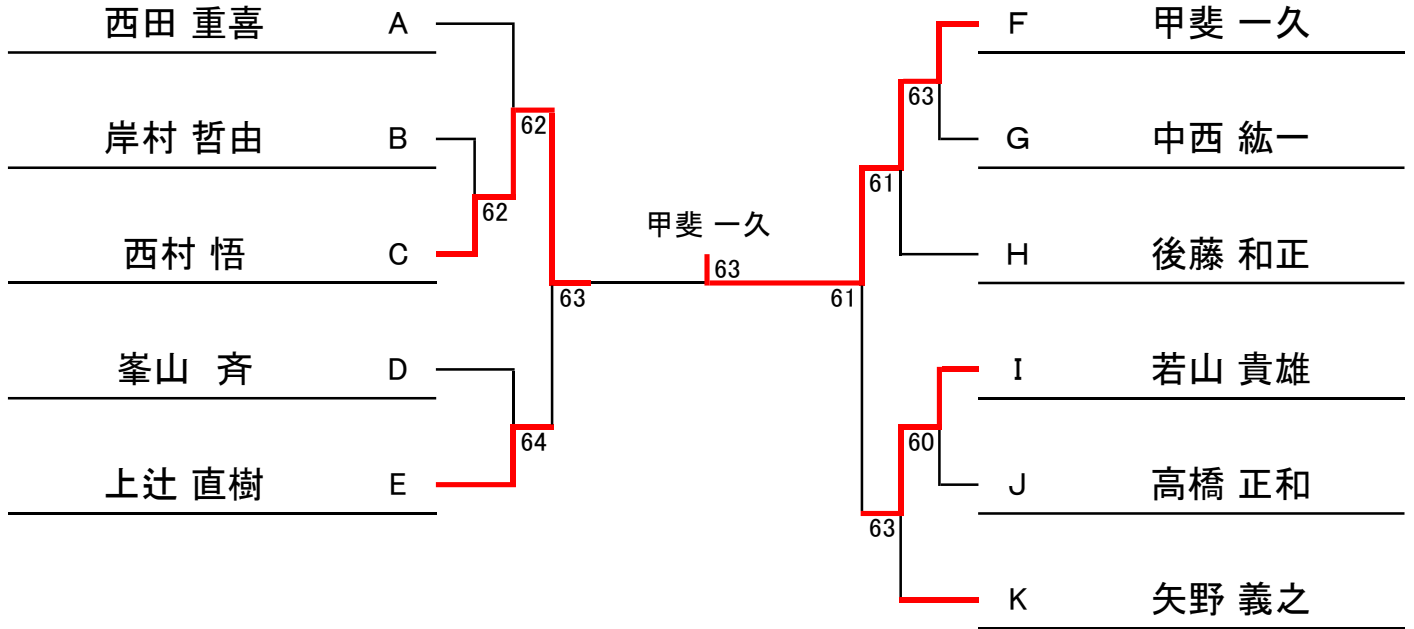 西田 重喜 A
岸村 哲由 B
西村 悟 C
峯山 斉 D
上辻 直樹 E
62
62
63
64
甲斐 一久
63
F 甲斐 一久
G 中西 紘一
H 後藤 和正
I 若山 貴雄
J 高橋 正和
K 矢野 義之
63
61
61
60
63